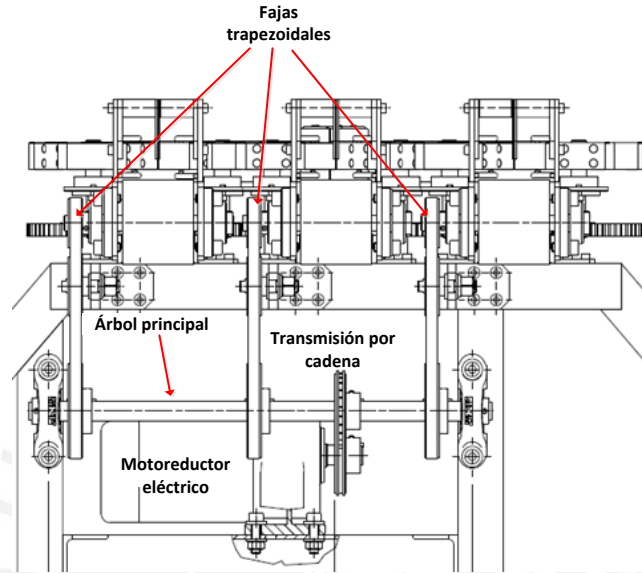 Fajas
trapezoidales
Árbol principal
Transmisión por
cadena
Motoreductor
eléctrico